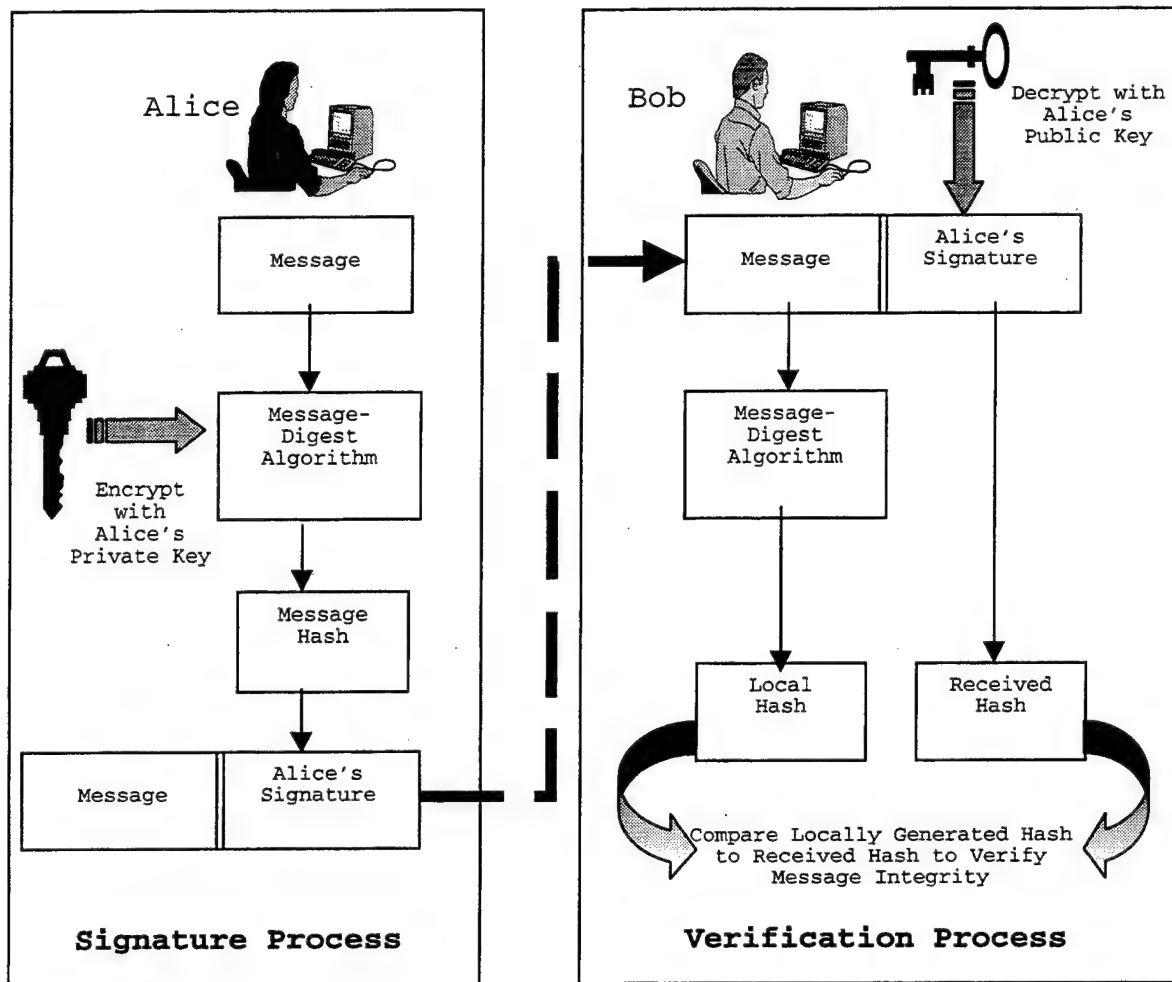 Alice
Message
Message-
Digest
Algorithm
Encrypt
with
Alice's
Private Key
Message
Hash
Message
Alice's
Signature
Signature Process
Bob
Decrypt with
Alice's
Public Key
Message
Alice's
Signature
Message-
Digest
Algorithm
Local
Hash
Received
Hash
Compare Locally Generated Hash
to Received Hash to Verify
Message Integrity
Verification Process